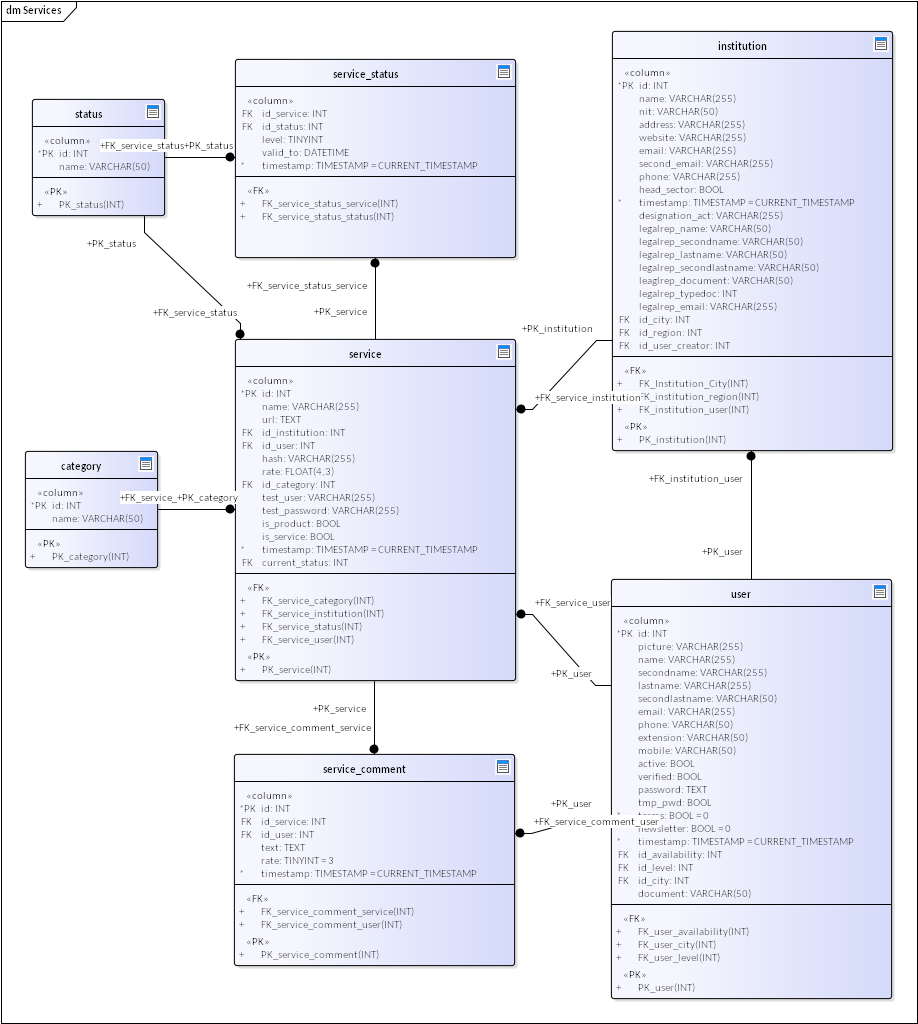 dm Services
status
«column»
*PK id: INT
name: VARCHAR(50)
«PK»
+ PK_status(INT)
+FK_service_status
+PK_status
service_status
«column»
FK id_service: INT
FK id_status: INT
level: TINYINT
valid_to: DATETIME
* timestamp: TIMESTAMP = CURRENT_TIMESTAMP
«FK»
+ FK_service_status_service(INT)
+ FK_service_status_status(INT)
institution
«column»
*PK id: INT
name: VARCHAR(255)
nit: VARCHAR(50)
address: VARCHAR(255)
website: VARCHAR(255)
email: VARCHAR(255)
second_email: VARCHAR(255)
phone: VARCHAR(255)
head_sector: BOOL
* timestamp: TIMESTAMP = CURRENT_TIMESTAMP
designation_act: VARCHAR(255)
legalrep_name: VARCHAR(50)
legalrep_secondname: VARCHAR(50)
legalrep_lastname: VARCHAR(50)
legalrep_secondlastname: VARCHAR(50)
leaglrep_document: VARCHAR(50)
legalrep_typedoc: INT
legalrep_email: VARCHAR(255)
FK id_city: INT
FK id_region: INT
FK id_user_creator: INT
«FK»
+ FK_Institution_City(INT)
+ FK_institution_region(INT)
+ FK_institution_user(INT)
«PK»
+ PK_institution(INT)
+PK_status
+FK_service_status
+FK_service_status_service
+PK_service
+PK_institution
+FK_service_institution
service
«column»
*PK id: INT
name: VARCHAR(255)
url: TEXT
FK id_institution: INT
FK id_user: INT
hash: VARCHAR(255)
rate: FLOAT(4,3)
FK id_category: INT
test_user: VARCHAR(255)
test_password: VARCHAR(255)
is_product: BOOL
is_service: BOOL
* timestamp: TIMESTAMP = CURRENT_TIMESTAMP
FK current_status: INT
«FK»
+ FK_service_category(INT)
+ FK_service_institution(INT)
+ FK_service_status(INT)
+ FK_service_user(INT)
«PK»
+ PK_service(INT)
category
«column»
*PK id: INT
name: VARCHAR(50)
«PK»
+ PK_category(INT)
+FK_service_
+PK_category
+FK_institution_user
+PK_user
+FK_service_user
+PK_user
+PK_service
+FK_service_comment_service
service_comment
«column»
*PK id: INT
FK id_service: INT
FK id_user: INT
text: TEXT
rate: TINYINT = 3
* timestamp: TIMESTAMP = CURRENT_TIMESTAMP
«FK»
+ FK_service_comment_service(INT)
+ FK_service_comment_user(INT)
«PK»
+ PK_service_comment(INT)
+PK_user
+FK_service_comment_user
user
«column»
*PK id: INT
picture: VARCHAR(255)
name: VARCHAR(255)
secondname: VARCHAR(255)
lastname: VARCHAR(255)
secondlastname: VARCHAR(50)
email: VARCHAR(255)
phone: VARCHAR(50)
extension: VARCHAR(50)
mobile: VARCHAR(50)
active: BOOL
verified: BOOL
password: TEXT
tmp_pwd: BOOL
* BOOL = 0
newsletter: BOOL = 0
* timestamp: TIMESTAMP = CURRENT_TIMESTAMP
FK id_availability: INT
FK id_level: INT
FK id_city: INT
document: VARCHAR(50)
«FK»
+ FK_user_availability(INT)
+ FK_user_city(INT)
+ FK_user_level(INT)
«PK»
+ PK_user(INT)